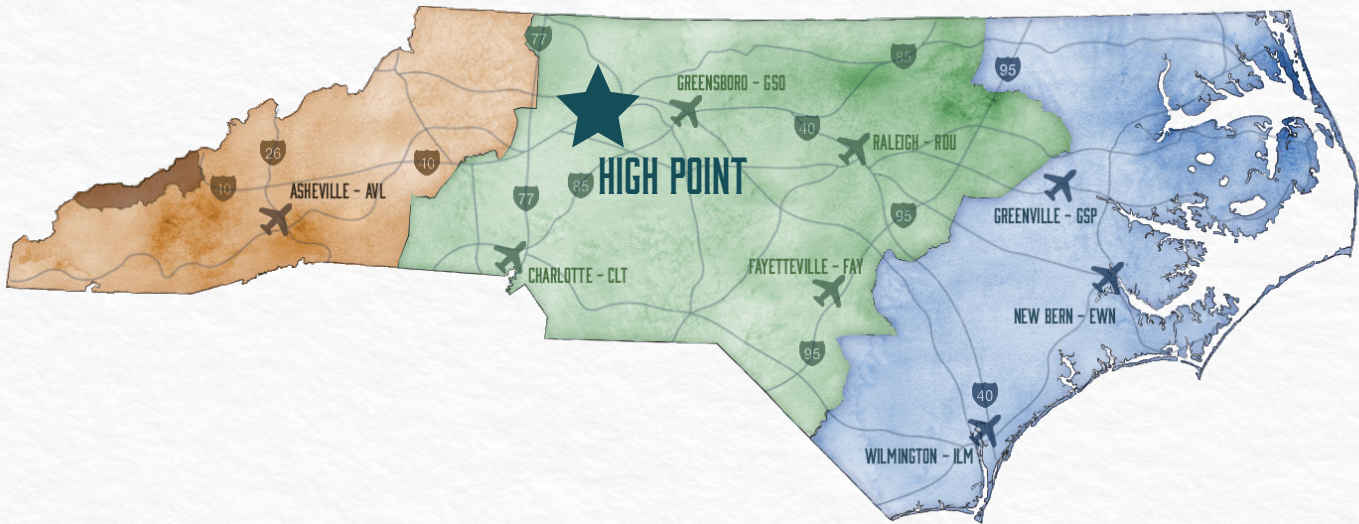 77
85
95
GREENSBORO - GSO
40
RALEIGH - RDU
26
40
HIGH POINT
85
40
ASHEVILLE - AVL
77
GREENVILLE - GSP
95
CHARLOTTE - CLT
FAYETTEVILLE - FAY
NEW BERN - EWN
95
40
WILMINGTON - ILM